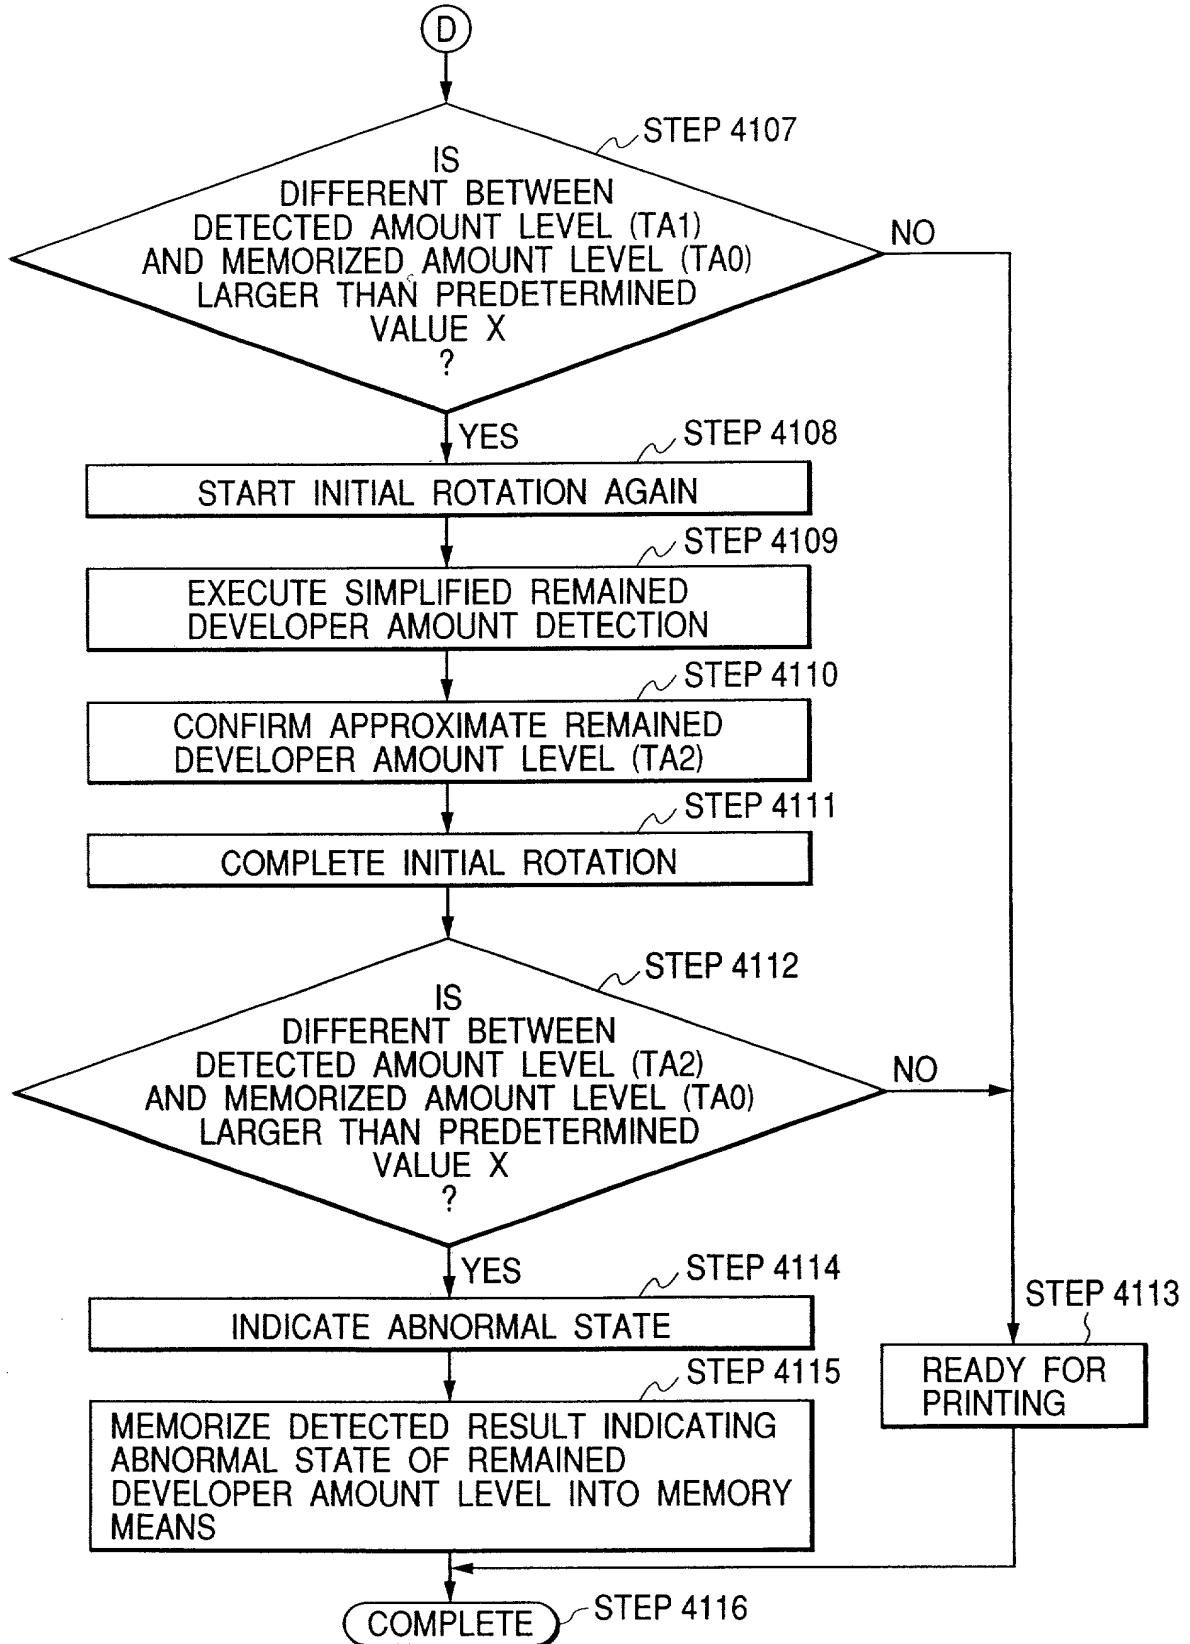 D
STEP 4107
IS
DIFFERENT BETWEEN
DETECTED AMOUNT LEVEL (TA1)
AND MEMORIZED AMOUNT LEVEL (TA0)
LARGER THAN PREDETERMINED
VALUE X
?
NO
YES
STEP 4108
START INITIAL ROTATION AGAIN
STEP 4109
EXECUTE SIMPLIFIED REMAINED
DEVELOPER AMOUNT DETECTION
STEP 4110
CONFIRM APPROXIMATE REMAINED
DEVELOPER AMOUNT LEVEL (TA2)
STEP 4111
COMPLETE INITIAL ROTATION
STEP 4112
IS
DIFFERENT BETWEEN
DETECTED AMOUNT LEVEL (TA2)
AND MEMORIZED AMOUNT LEVEL (TA0)
LARGER THAN PREDETERMINED
VALUE X
?
NO
YES
STEP 4114
INDICATE ABNORMAL STATE
STEP 4113
READY FOR
PRINTING
STEP 4115
MEMORIZE DETECTED RESULT INDICATING
ABNORMAL STATE OF REMAINED
DEVELOPER AMOUNT LEVEL INTO MEMORY
MEANS
COMPLETE
STEP 4116